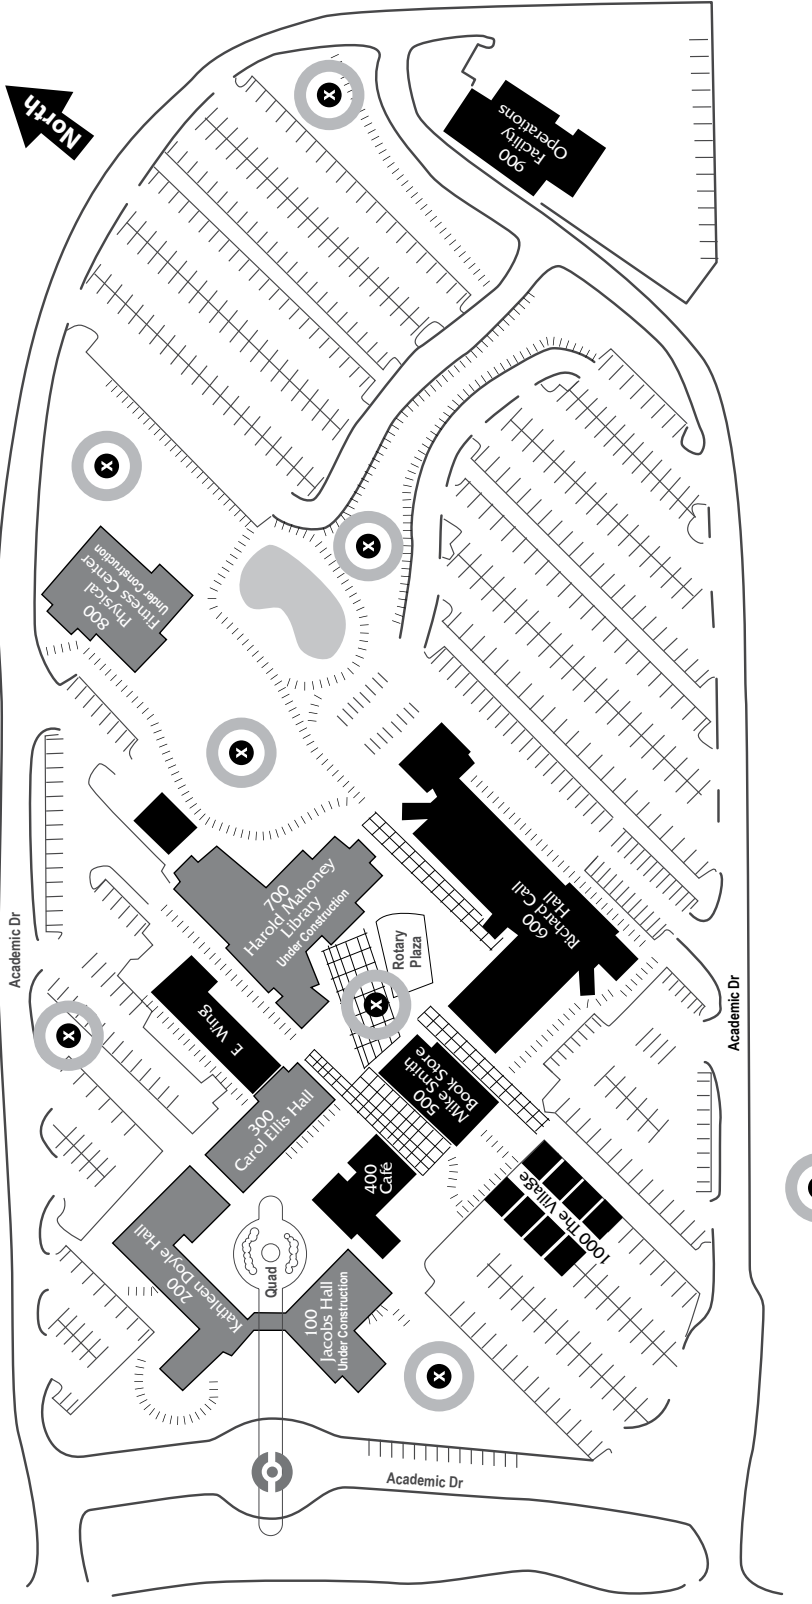 North
900
Facility
Operations
800
Physical
Fitness Center
Under Construction
x
x
x
x
700
Harold Mahoney
Library
Under Construction
600
Richard Call
Hall
Rotary
Plaza
Academic Dr
Academic Dr
x
x
E Wing
500
Mike Smith
Book Store
300
Carol Ellis Hall
400
Café
1000 The Village
200
Kathleen Doyle Hall
Quad
100
Jacobs Hall
Under Construction
x
Academic Dr